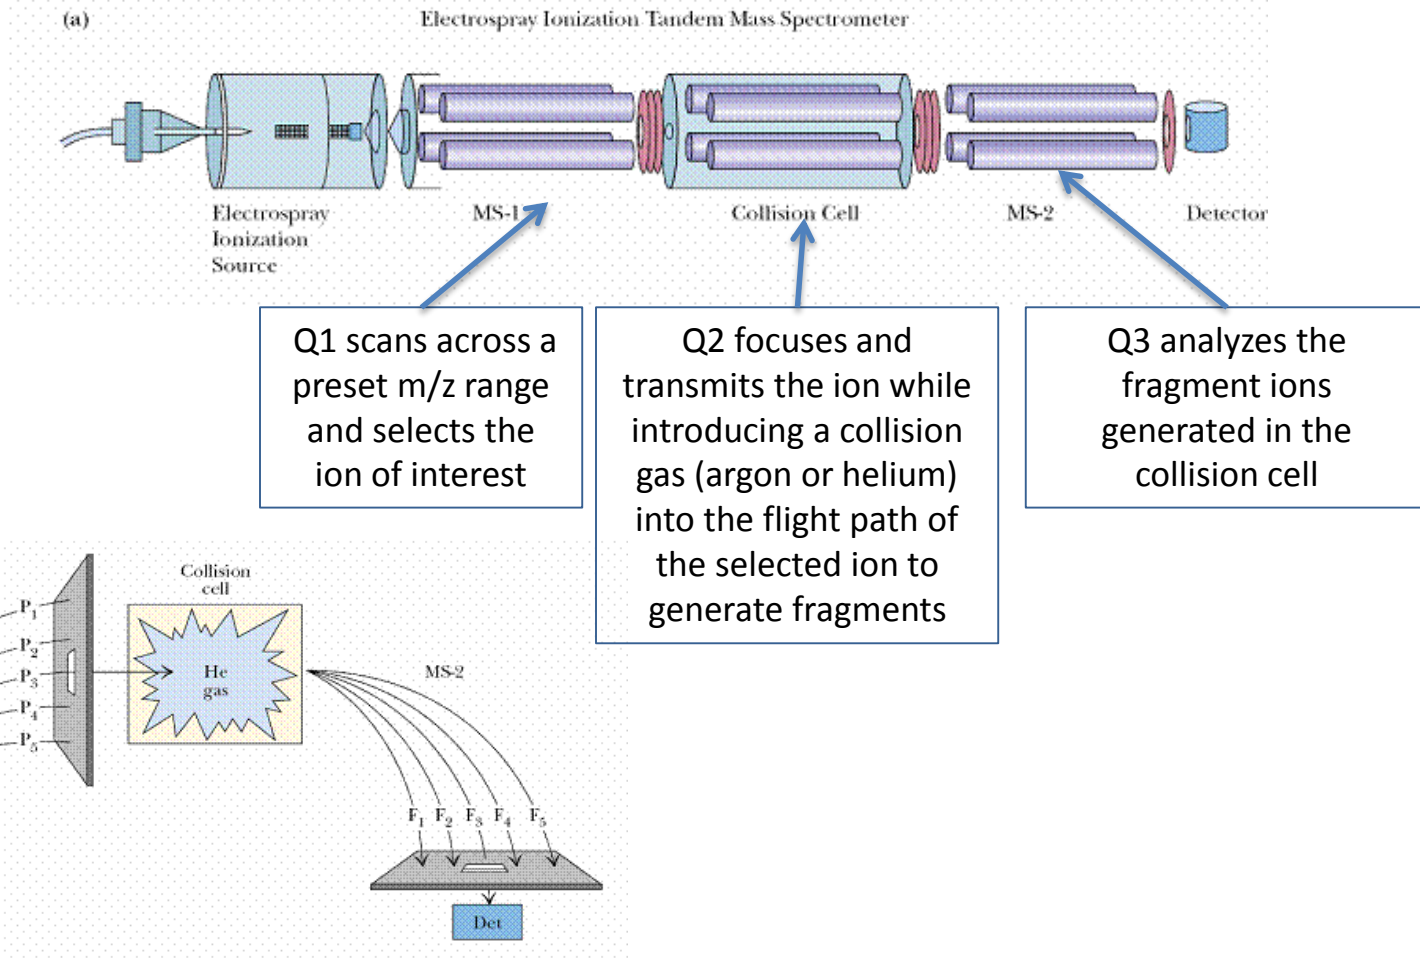 (a)
Electrospray Ionization Tandem Mass Spectrometer
Electrospray
Ionization
Source
MS-1
Collision Cell
MS-2
Detector
Q1 scans across a
preset m/z range
and selects the
ion of interest
Q2 focuses and
transmits the ion while
introducing a collision
gas (argon or helium)
into the flight path of
the selected ion to
generate fragments
Q3 analyzes the
fragment ions
generated in the
collision cell
P1
P2
P3
P4
P5
Collision
cell
He
gas
MS-2
F1 F2 F3 F4 F5
Det